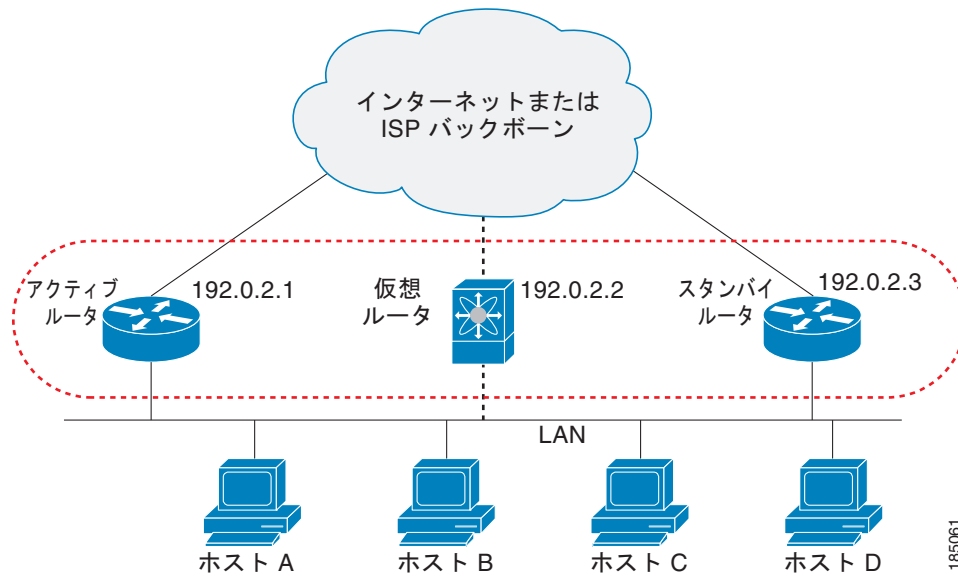 インターネットまたは
ISP バックボーン
アクティブ
ルータ
192.0.2.1
仮想
ルータ
192.0.2.2
スタンバイ
ルータ
192.0.2.3
LAN
ホスト A
ホスト B
ホスト C
ホスト D
185061